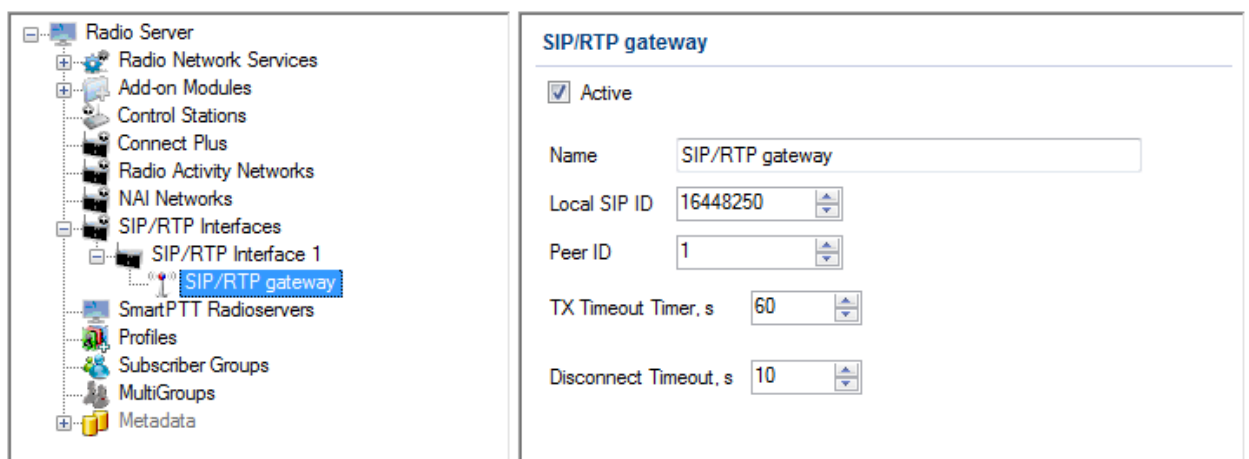 Radio Server
Radio Network Services
Add-on Modules
Control Stations
Connect Plus
Radio Activity Networks
NAI Networks
SIP/RTP Interfaces
SIP/RTP Interface 1
SIP/RTP gateway
SmartPTT Radioservers
Profiles
Subscriber Groups
MultiGroups
Metadata
SIP/RTP gateway
Active
Name SIP/RTP gateway
Local SIP ID 16448250
Peer ID 1
TX Timeout Timer, s 60
Disconnect Timeout, s 10